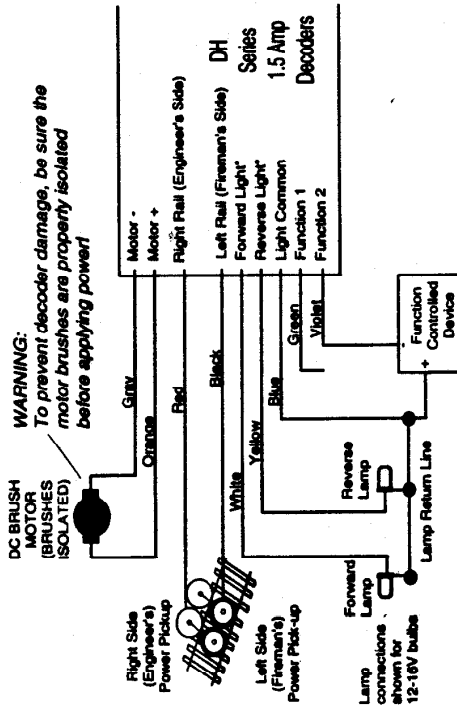 WARNING:
To prevent decoder damage, be sure the
motor brushes are properly isolated
before applying power!
DC BRUSH
MOTOR
(BRUSHES
ISOLATED)
Gray
Orange
Red
Black
White
Yellow
Blue
Green
Violet
Motor -
Motor +
Right Rail (Engineer's Side)
Left Rail (Fireman's Side)
Forward Light*
Reverse Light*
Light Common
Function 1
Function 2
DH
Series
1.5 Amp
Decoders
Right Side
(Engineer's)
Power Pickup
Left Side
(Fireman's)
Power Pick-up
Forward
Lamp
Reverse
Lamp
Lamp Return Line
Lamp
connections
shown for
12-16V bulbs
+
-
Function
Controlled
Device